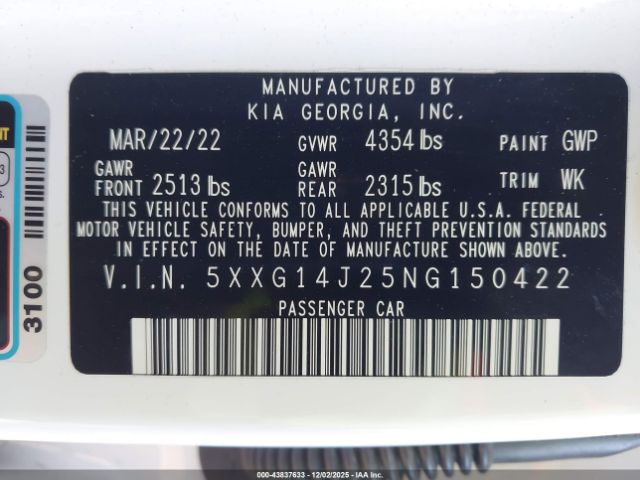 MANUFACTURED BY
KIA GEORGIA, INC.
MAR/22/22 GVWR 4354 lbs PAINT GWP
GAWR FRONT 2513 lbs GAWR REAR 2315 lbs TRIM WK
THIS VEHICLE CONFORMS TO ALL APPLICABLE U.S.A. FEDERAL
MOTOR VEHICLE SAFETY, BUMPER, AND THEFT PREVENTION STANDARDS
IN EFFECT ON THE DATE OF MANUFACTURE SHOWN ABOVE.
V.I.N. 5XXG14J25NG150422
PASSENGER CAR
3100
000-43837633 | 12/02/2025 | IAA Inc.